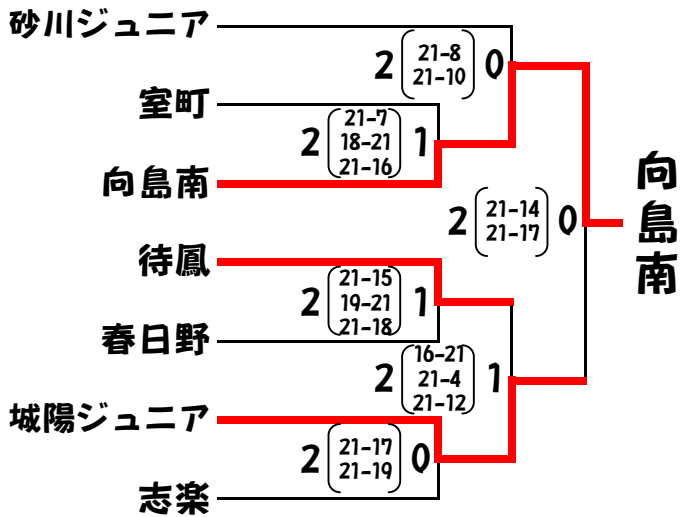 砂川ジュニア
2 21-8 0
21-10
室町
2 21-7 1
18-21
21-16
向島南
2 21-14 0
21-17
向島南
待鳳
2 21-15 1
19-21
21-18
春日野
2 16-21 1
21-4
21-12
城陽ジュニア
2 21-17 0
21-19
志楽